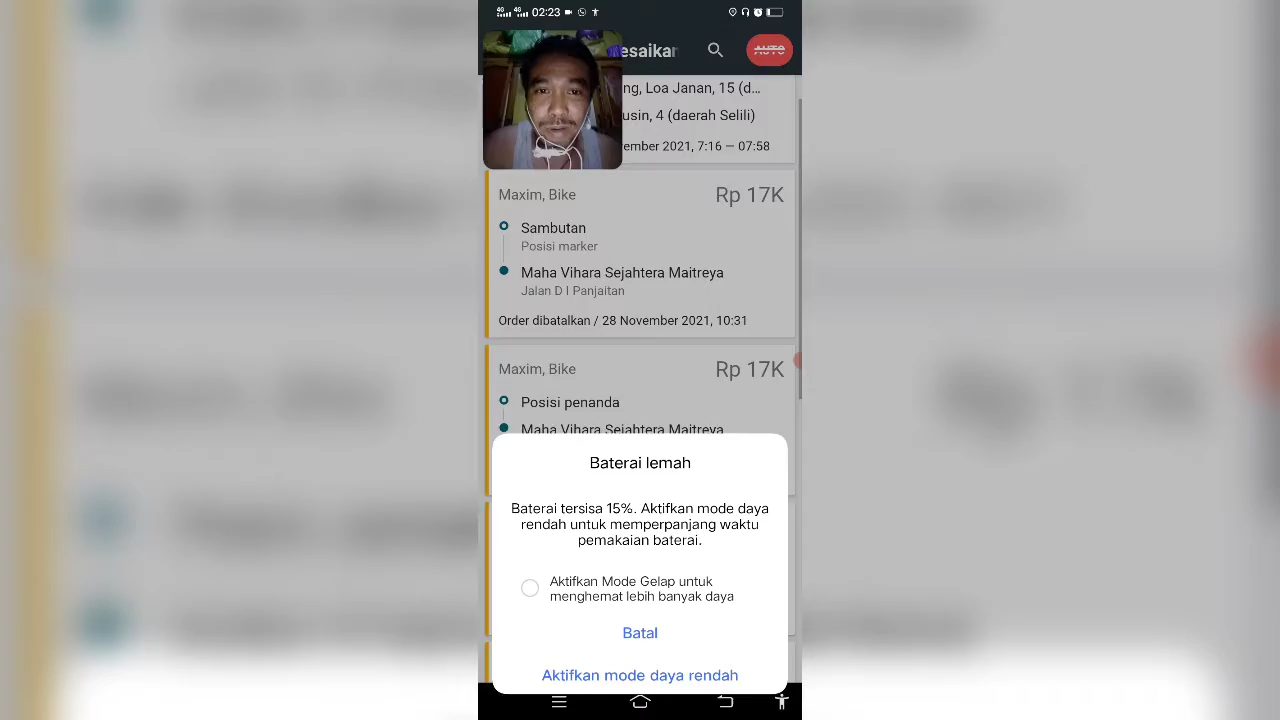 4G 4G 02:23
esaikan
AUTO
ng, Loa Janan, 15 (d...
usin, 4 (daerah Selili)
ember 2021, 7:16 — 07:58
Maxim, Bike Rp 17K
Sambutan
Posisi marker
Maha Vihara Sejahtera Maitreya
Jalan D I Panjaitan
Order dibatalkan / 28 November 2021, 10:31
Maxim, Bike Rp 17K
Posisi penanda
Maha Vihara Sejahtera Maitreya
Baterai lemah
Baterai tersisa 15%. Aktifkan mode daya
rendah untuk memperpanjang waktu
pemakaian baterai.
Aktifkan Mode Gelap untuk
menghemat lebih banyak daya
Batal
Aktifkan mode daya rendah